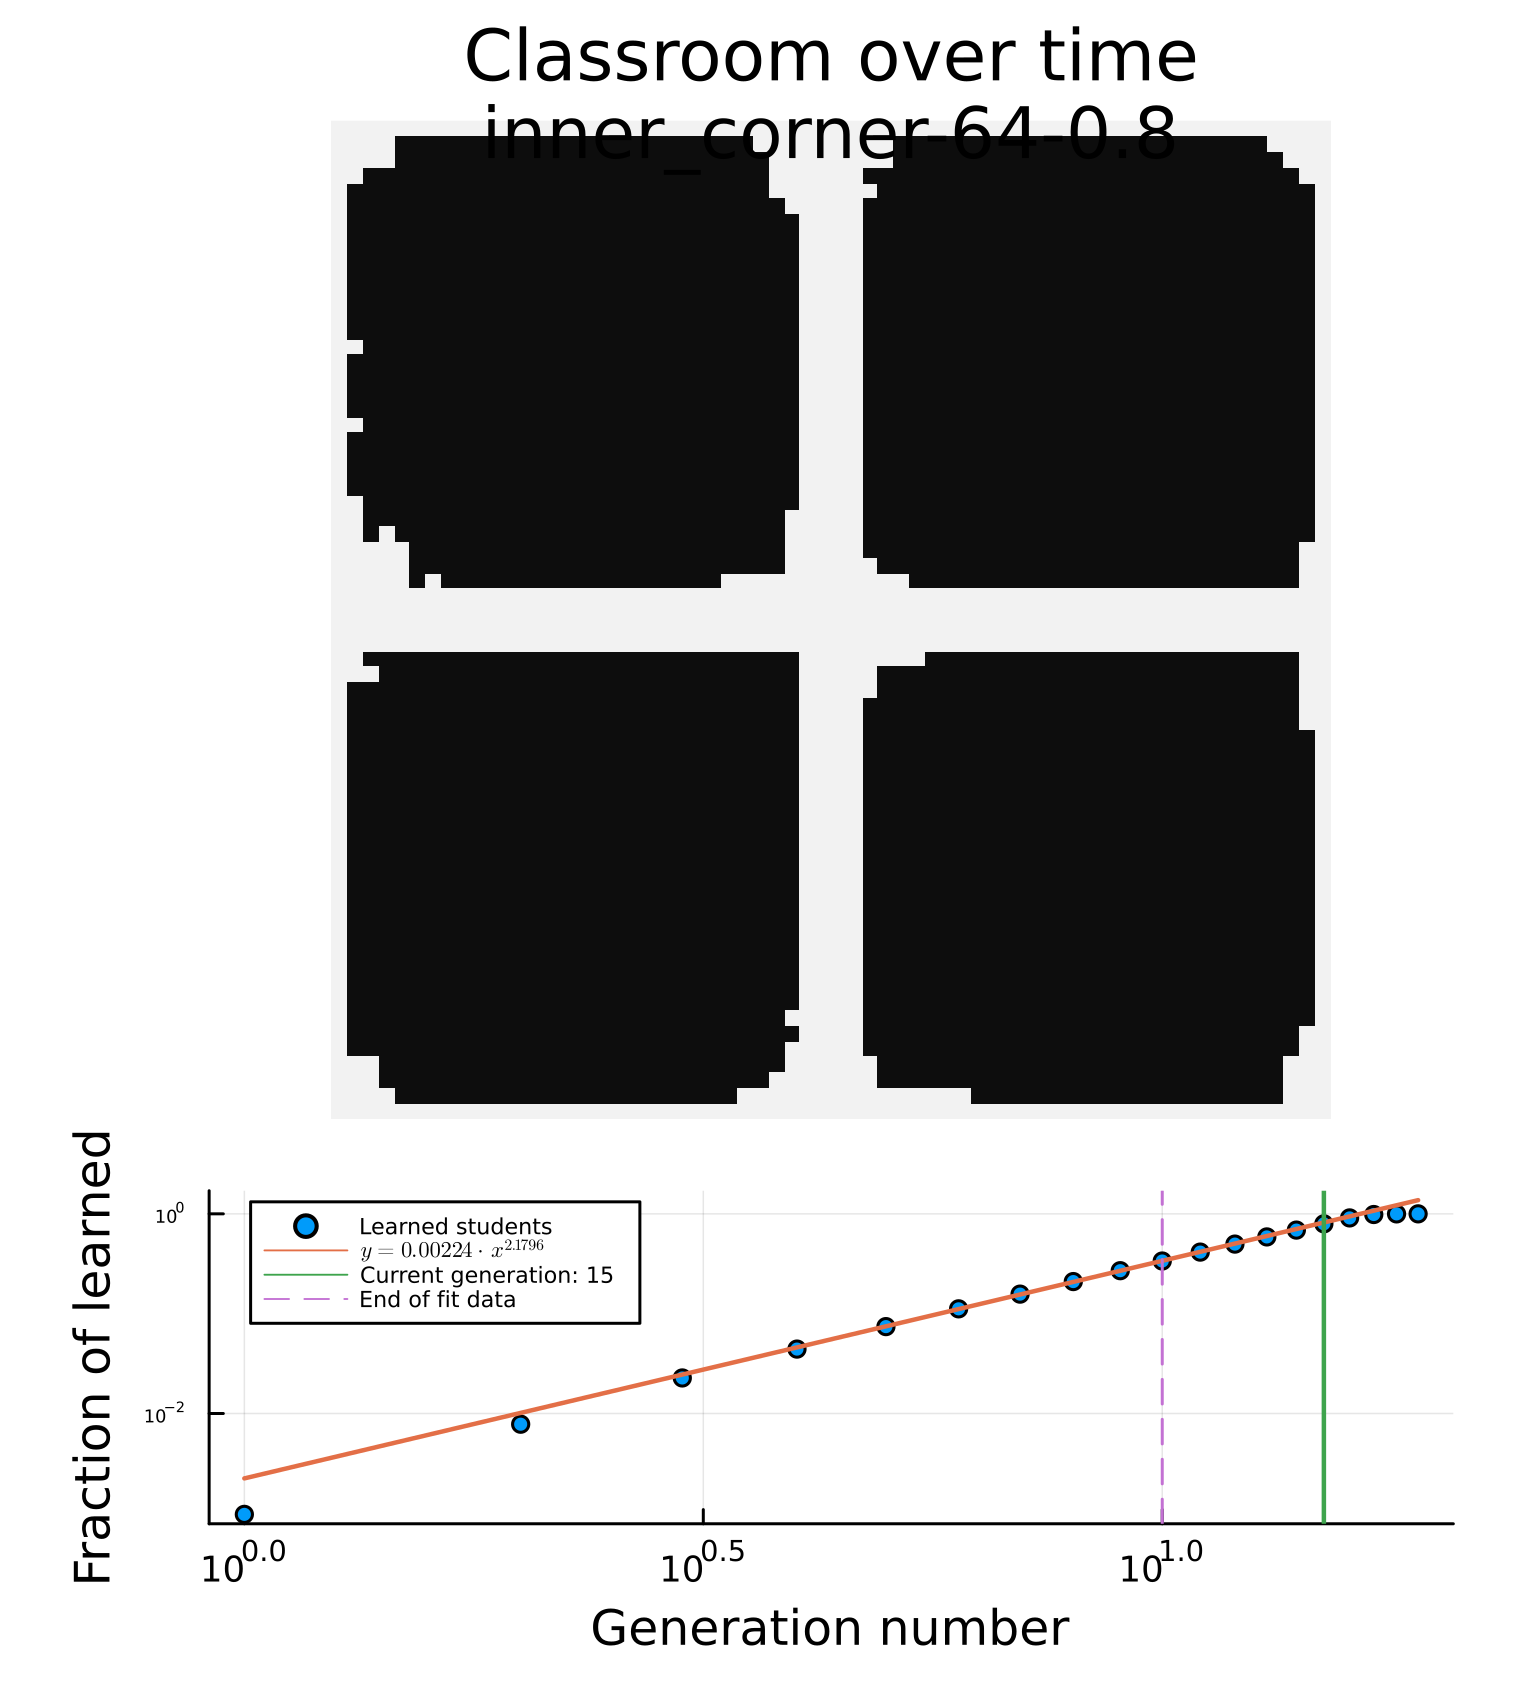 Classroom over time
inner_corner-64-0.8
Fraction of learned
10^0
10^-2
Learned students
y = 0.00224 · x^2.1796
Current generation: 15
End of fit data
10^0.0
10^0.5
10^1.0
Generation number